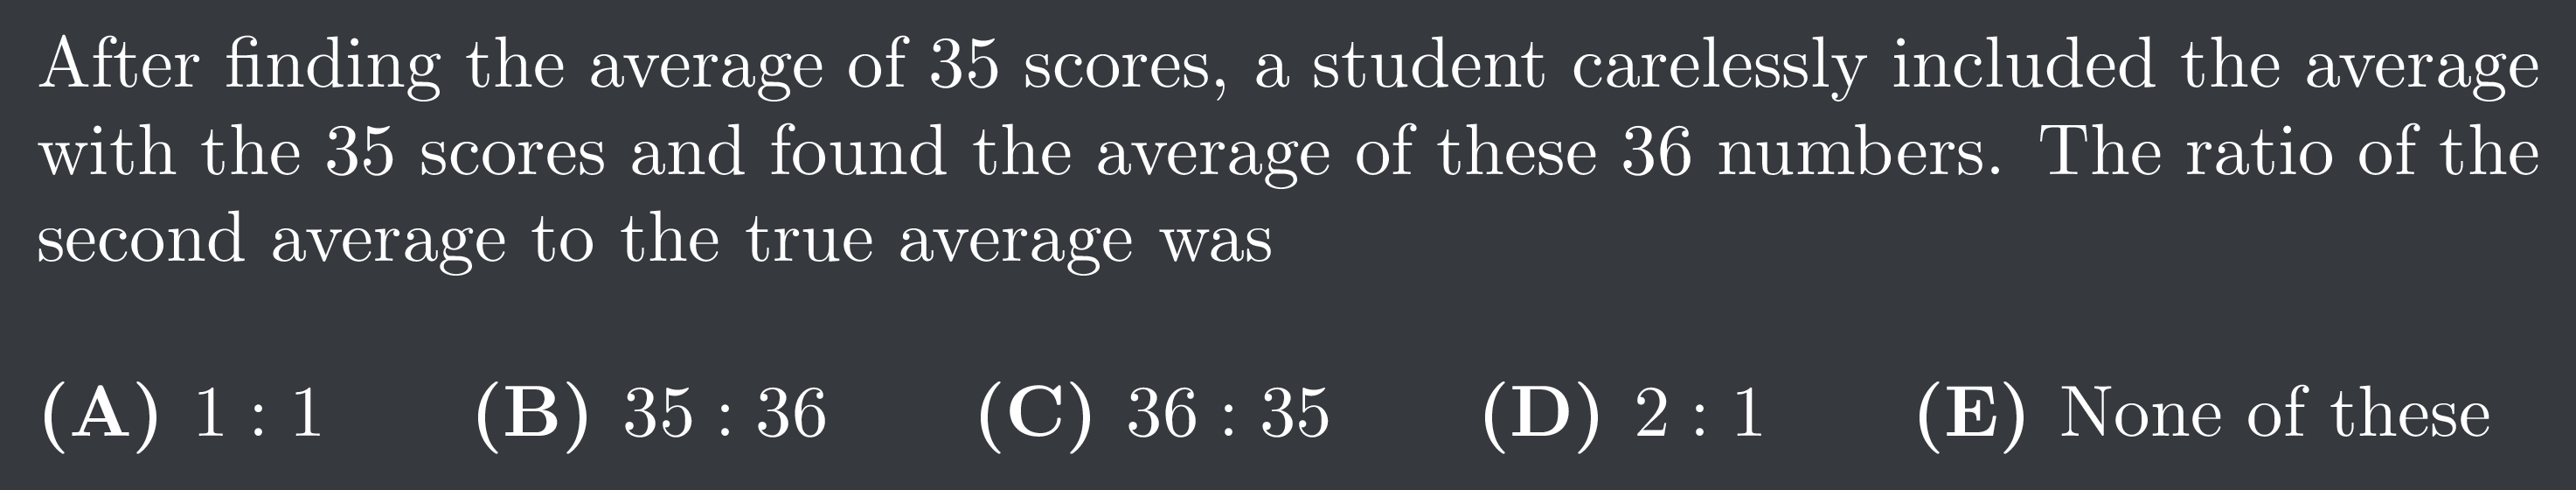 After finding the average of 35 scores, a student carelessly included the average
with the 35 scores and found the average of these 36 numbers. The ratio of the
second average to the true average was
(A) 1 : 1 (B) 35 : 36 (C) 36 : 35 (D) 2 : 1 (E) None of these